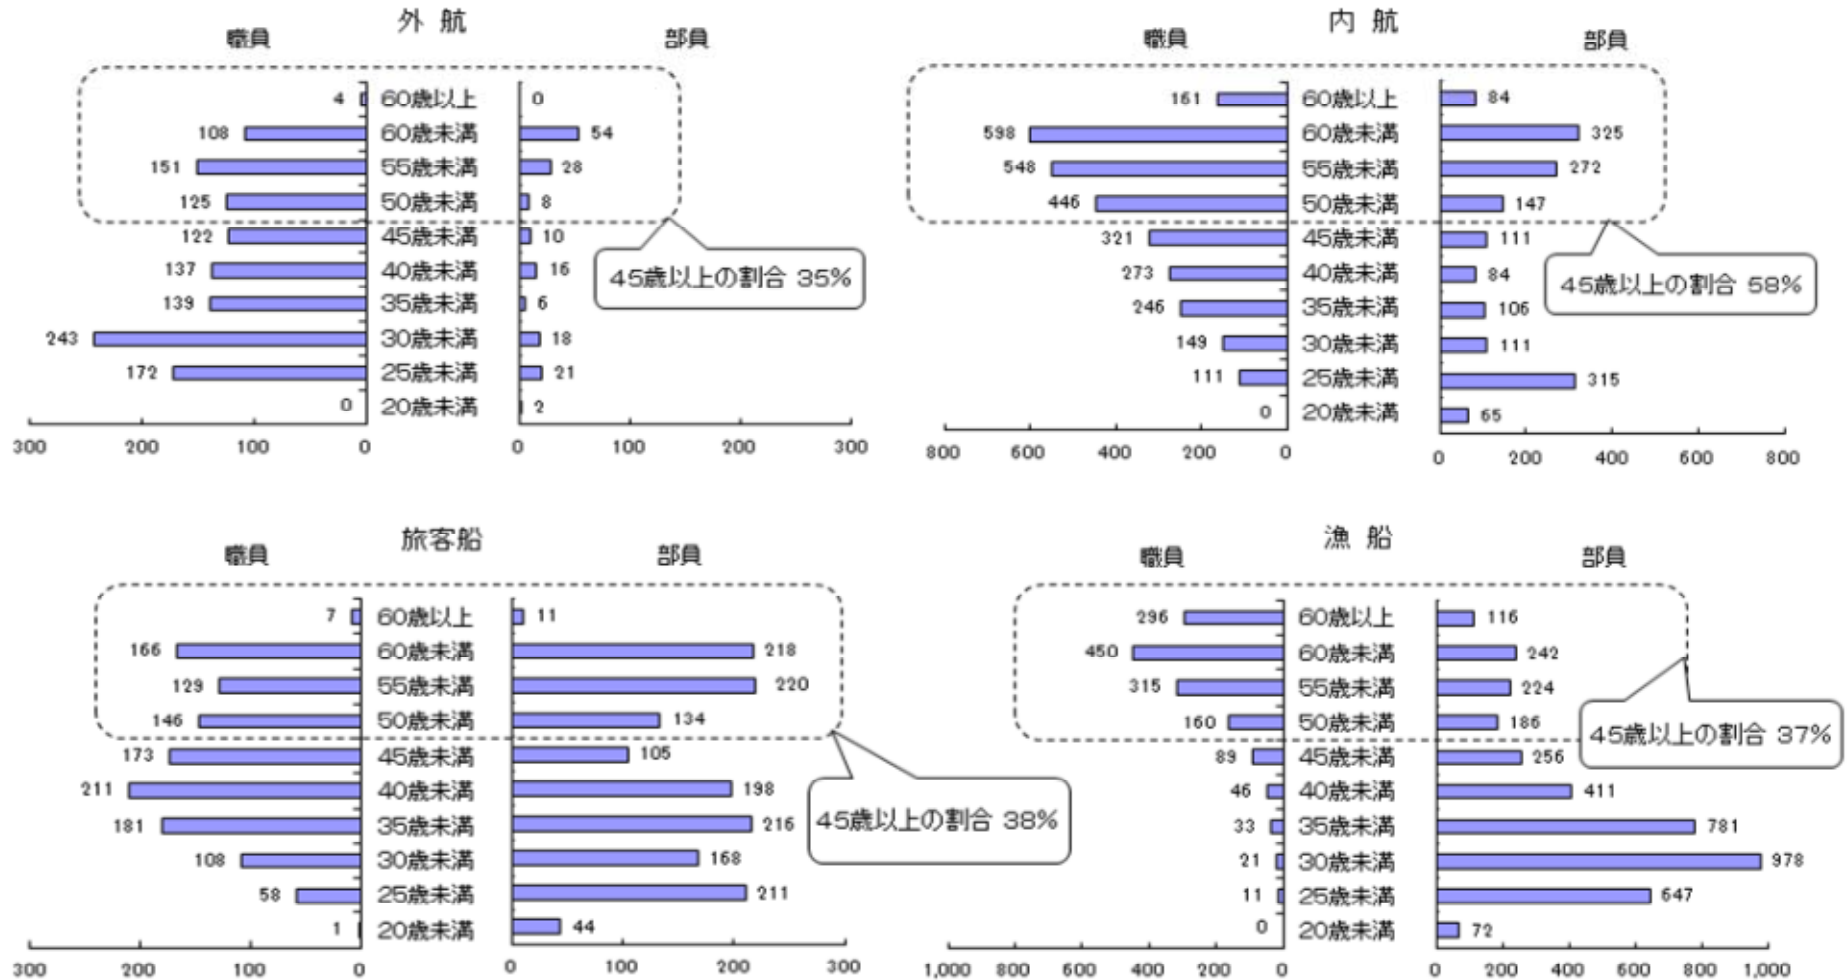 外 航
職員 部員
4 60歳以上 0
108 60歳未満 54
151 55歳未満 28
125 50歳未満 8
122 45歳未満 10
137 40歳未満 16
139 35歳未満 6
243 30歳未満 18
172 25歳未満 21
0 20歳未満 2
300 200 100 0 0 100 200 300
45歳以上の割合 35%
内 航
職員 部員
161 60歳以上 84
598 60歳未満 325
548 55歳未満 272
446 50歳未満 147
321 45歳未満 111
273 40歳未満 84
246 35歳未満 106
149 30歳未満 111
111 25歳未満 315
0 20歳未満 65
800 600 400 200 0 0 200 400 600 800
45歳以上の割合 58%
旅客船
職員 部員
7 60歳以上 11
166 60歳未満 218
129 55歳未満 220
146 50歳未満 134
173 45歳未満 105
211 40歳未満 198
181 35歳未満 216
108 30歳未満 168
58 25歳未満 211
1 20歳未満 44
300 200 100 0 0 100 200 300
45歳以上の割合 38%
漁 船
職員 部員
296 60歳以上 116
450 60歳未満 242
315 55歳未満 224
160 50歳未満 186
89 45歳未満 256
46 40歳未満 411
33 35歳未満 781
21 30歳未満 978
11 25歳未満 647
0 20歳未満 72
1,000 800 600 400 200 0 0 200 400 600 800 1,000
45歳以上の割合 37%